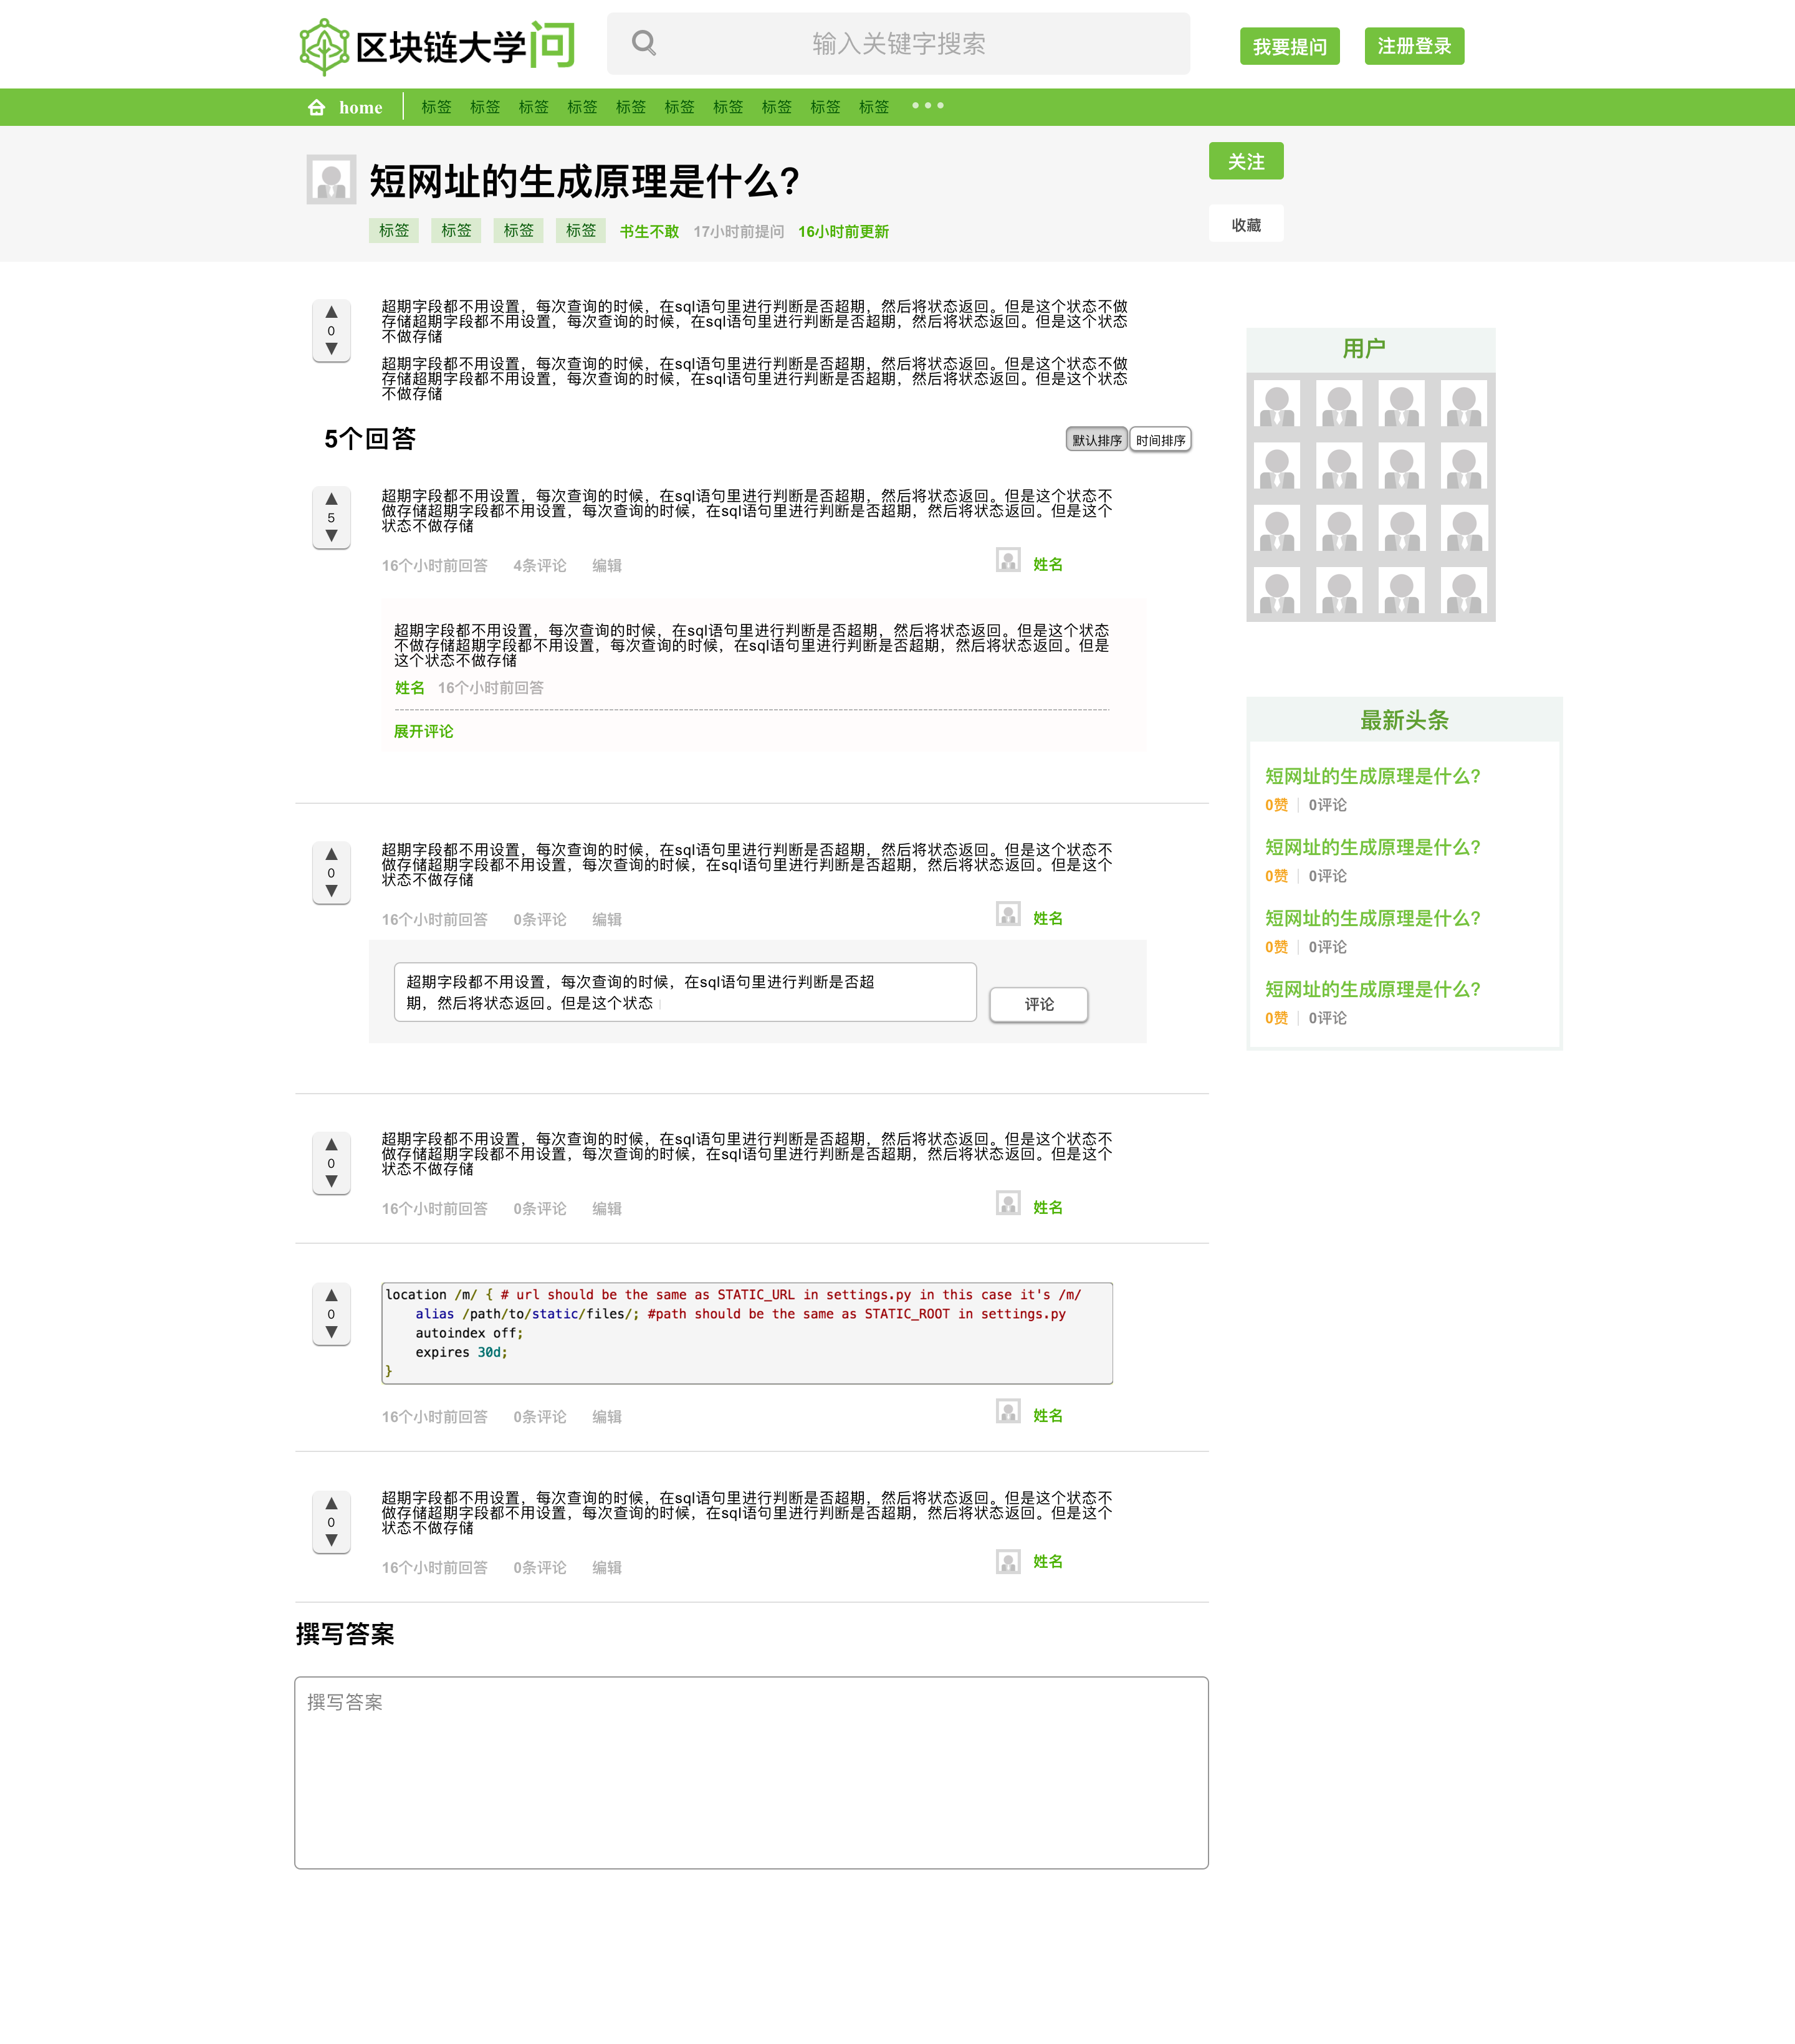 区块链大学问
输入关键字搜索
我要提问
注册登录
home 标签 标签 标签 标签 标签 标签 标签 标签 标签 标签
短网址的生成原理是什么?
关注
标签 标签 标签 标签 书生不敢 17小时前提问 16小时前更新
收藏
0
超期字段都不用设置，每次查询的时候，在sql语句里进行判断是否超期，然后将状态返回。但是这个状态不做
存储超期字段都不用设置，每次查询的时候，在sql语句里进行判断是否超期，然后将状态返回。但是这个状态
不做存储
超期字段都不用设置，每次查询的时候，在sql语句里进行判断是否超期，然后将状态返回。但是这个状态不做
存储超期字段都不用设置，每次查询的时候，在sql语句里进行判断是否超期，然后将状态返回。但是这个状态
不做存储
5个回答
默认排序 时间排序
5
超期字段都不用设置，每次查询的时候，在sql语句里进行判断是否超期，然后将状态返回。但是这个状态不
做存储超期字段都不用设置，每次查询的时候，在sql语句里进行判断是否超期，然后将状态返回。但是这个
状态不做存储
16个小时前回答 4条评论 编辑 姓名
超期字段都不用设置，每次查询的时候，在sql语句里进行判断是否超期，然后将状态返回。但是这个状态
不做存储超期字段都不用设置，每次查询的时候，在sql语句里进行判断是否超期，然后将状态返回。但是
这个状态不做存储
姓名 16个小时前回答
展开评论
0
超期字段都不用设置，每次查询的时候，在sql语句里进行判断是否超期，然后将状态返回。但是这个状态不
做存储超期字段都不用设置，每次查询的时候，在sql语句里进行判断是否超期，然后将状态返回。但是这个
状态不做存储
16个小时前回答 0条评论 编辑 姓名
超期字段都不用设置，每次查询的时候，在sql语句里进行判断是否超
期，然后将状态返回。但是这个状态
评论
0
超期字段都不用设置，每次查询的时候，在sql语句里进行判断是否超期，然后将状态返回。但是这个状态不
做存储超期字段都不用设置，每次查询的时候，在sql语句里进行判断是否超期，然后将状态返回。但是这个
状态不做存储
16个小时前回答 0条评论 编辑 姓名
0
location /m/ { # url should be the same as STATIC_URL in settings.py in this case it's /m/
alias /path/to/static/files/; #path should be the same as STATIC_ROOT in settings.py
autoindex off;
expires 30d;
}
16个小时前回答 0条评论 编辑 姓名
0
超期字段都不用设置，每次查询的时候，在sql语句里进行判断是否超期，然后将状态返回。但是这个状态不
做存储超期字段都不用设置，每次查询的时候，在sql语句里进行判断是否超期，然后将状态返回。但是这个
状态不做存储
16个小时前回答 0条评论 编辑 姓名
撰写答案
撰写答案
用户
最新头条
短网址的生成原理是什么?
0赞 0评论
短网址的生成原理是什么?
0赞 0评论
短网址的生成原理是什么?
0赞 0评论
短网址的生成原理是什么?
0赞 0评论